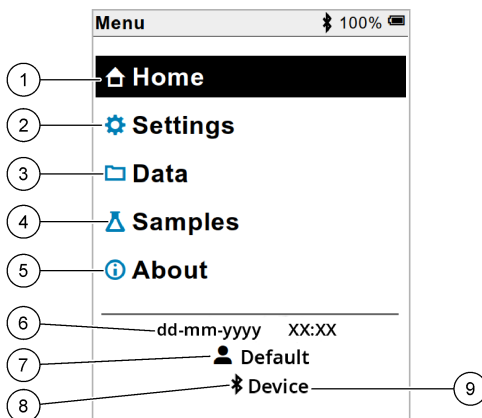 Menu 100%
1 Home
2 Settings
3 Data
4 Samples
5 About
6 dd-mm-yyyy XX:XX
7 Default
8 Device 9